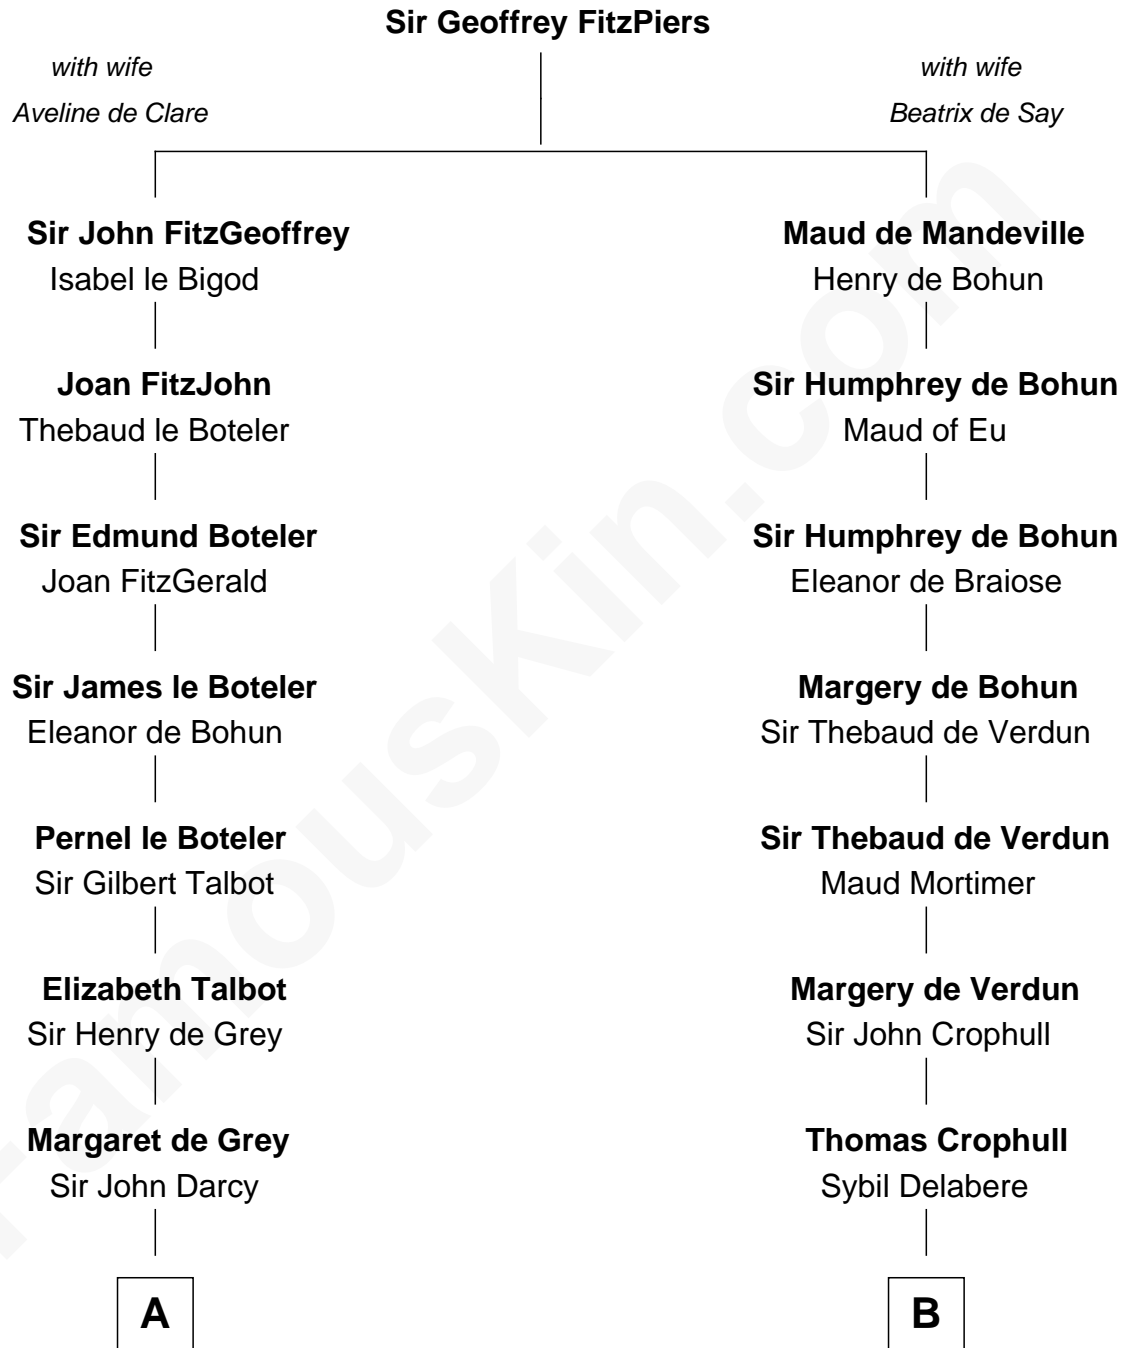 Sir Geoffrey FitzPiers
with wife
Aveline de Clare
with wife
Beatrix de Say
Sir John FitzGeoffrey
Isabel le Bigod
Maud de Mandeville
Henry de Bohun
Joan FitzJohn
Thebaud le Boteler
Sir Humphrey de Bohun
Maud of Eu
Sir Edmund Boteler
Joan FitzGerald
Sir Humphrey de Bohun
Eleanor de Braiose
Sir James le Boteler
Eleanor de Bohun
Margery de Bohun
Sir Thebaud de Verdun
Pernel le Boteler
Sir Gilbert Talbot
Sir Thebaud de Verdun
Maud Mortimer
Elizabeth Talbot
Sir Henry de Grey
Margery de Verdun
Sir John Crophull
Margaret de Grey
Sir John Darcy
Thomas Crophull
Sybil Delabere
A
B
FamousKin.com